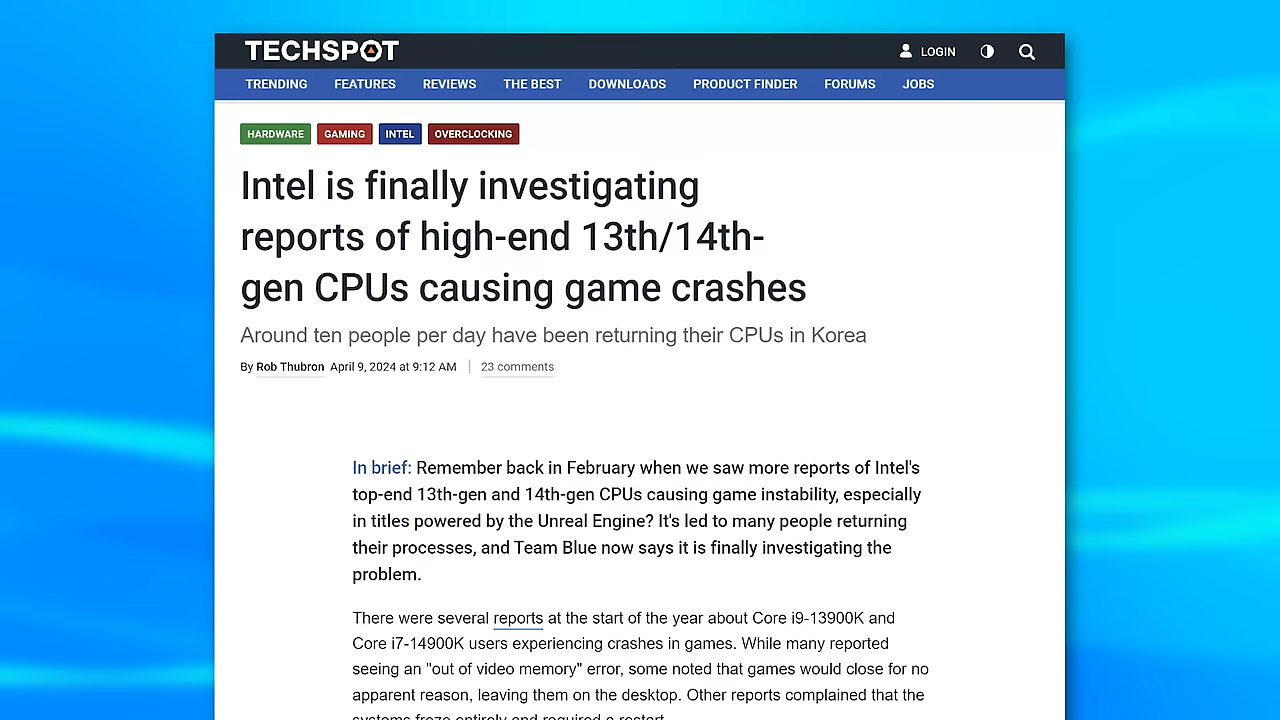 TECHSPOT
LOGIN
TRENDING FEATURES REVIEWS THE BEST DOWNLOADS PRODUCT FINDER FORUMS JOBS
HARDWARE GAMING INTEL OVERCLOCKING
Intel is finally investigating
reports of high-end 13th/14th-
gen CPUs causing game crashes
Around ten people per day have been returning their CPUs in Korea
By Rob Thubron April 9, 2024 at 9:12 AM | 23 comments
In brief: Remember back in February when we saw more reports of Intel's
top-end 13th-gen and 14th-gen CPUs causing game instability, especially
in titles powered by the Unreal Engine? It's led to many people returning
their processes, and Team Blue now says it is finally investigating the
problem.
There were several reports at the start of the year about Core i9-13900K and
Core i7-14900K users experiencing crashes in games. While many reported
seeing an "out of video memory" error, some noted that games would close for no
apparent reason, leaving them on the desktop. Other reports complained that the
systems froze entirely and required a restart.